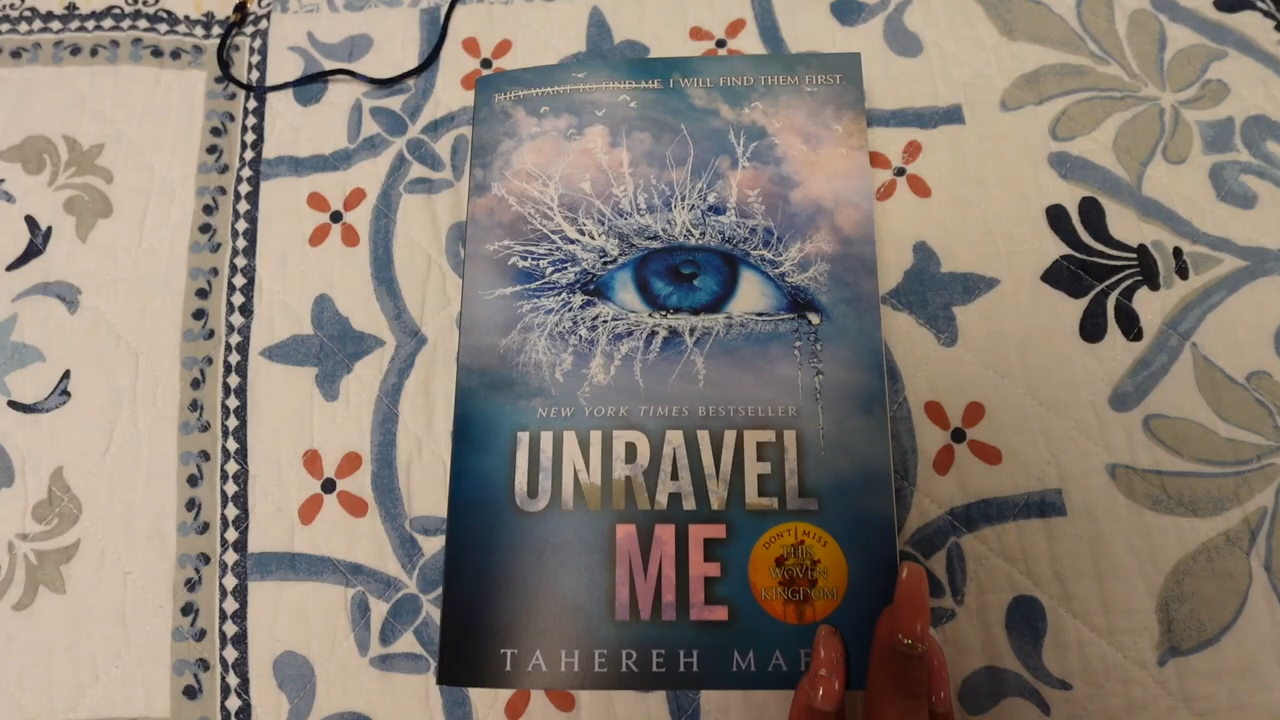 THEY WANT TO FIND ME. I WILL FIND THEM FIRST.
NEW YORK TIMES BESTSELLER
UNRAVEL
ME
DON'T MISS
THIS
WOVEN
KINGDOM
TAHEREH MAF